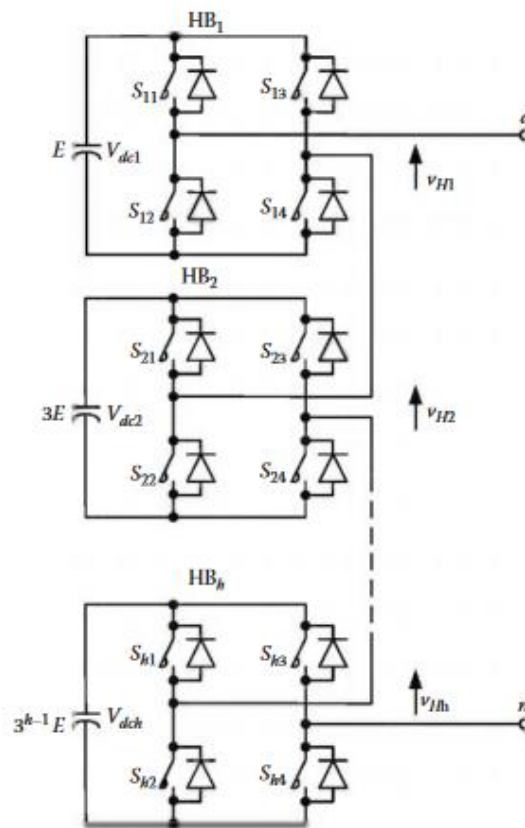 HB1
S11
S13
a
E
Vdc1
vH1
S12
S14
HB2
S21
S23
3E
Vdc2
vH2
S22
S24
HBh
Sh1
Sh3
3^h-1 E
Vdch
vHh
n
Sh2
Sh4